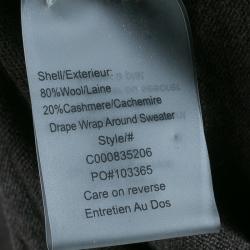 Shell/Exterieur:
80%Wool/Laine
20%Cashmere/Cachemire
Drape Wrap Around Sweater
Style/#
C000835206
PO#103365
Care on reverse
Entretien Au Dos